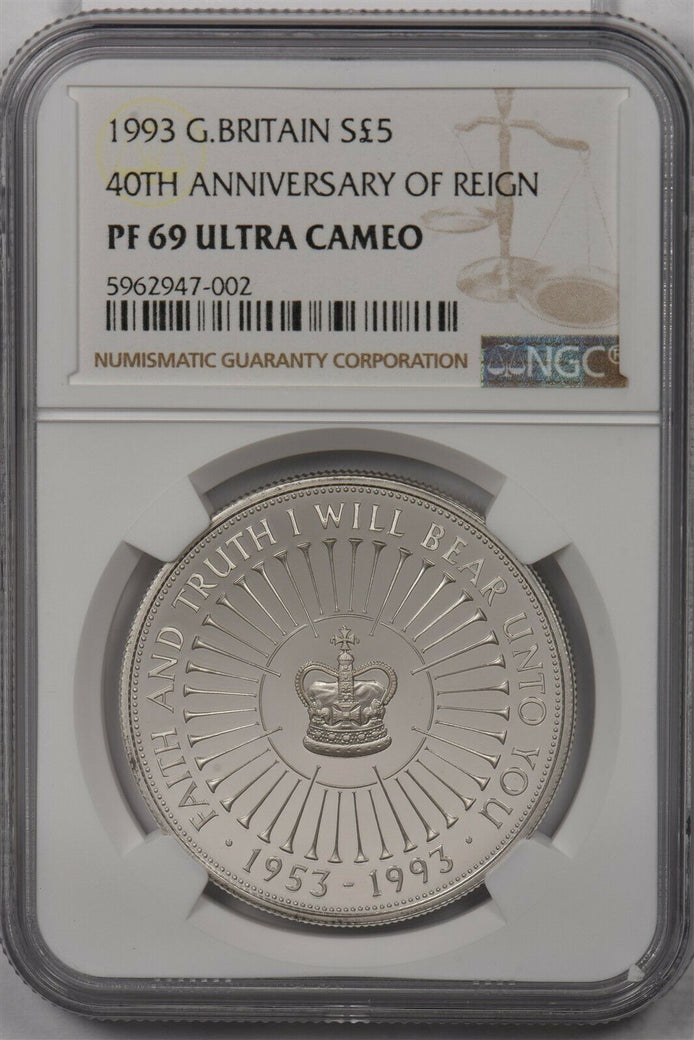 1993 G.BRITAIN S£5
40TH ANNIVERSARY OF REIGN
PF 69 ULTRA CAMEO
5962947-002
NUMISMATIC GUARANTY CORPORATION
NGC®
FAITH AND TRUTH I WILL BEAR UNTO YOU
· 1953 - 1993 ·